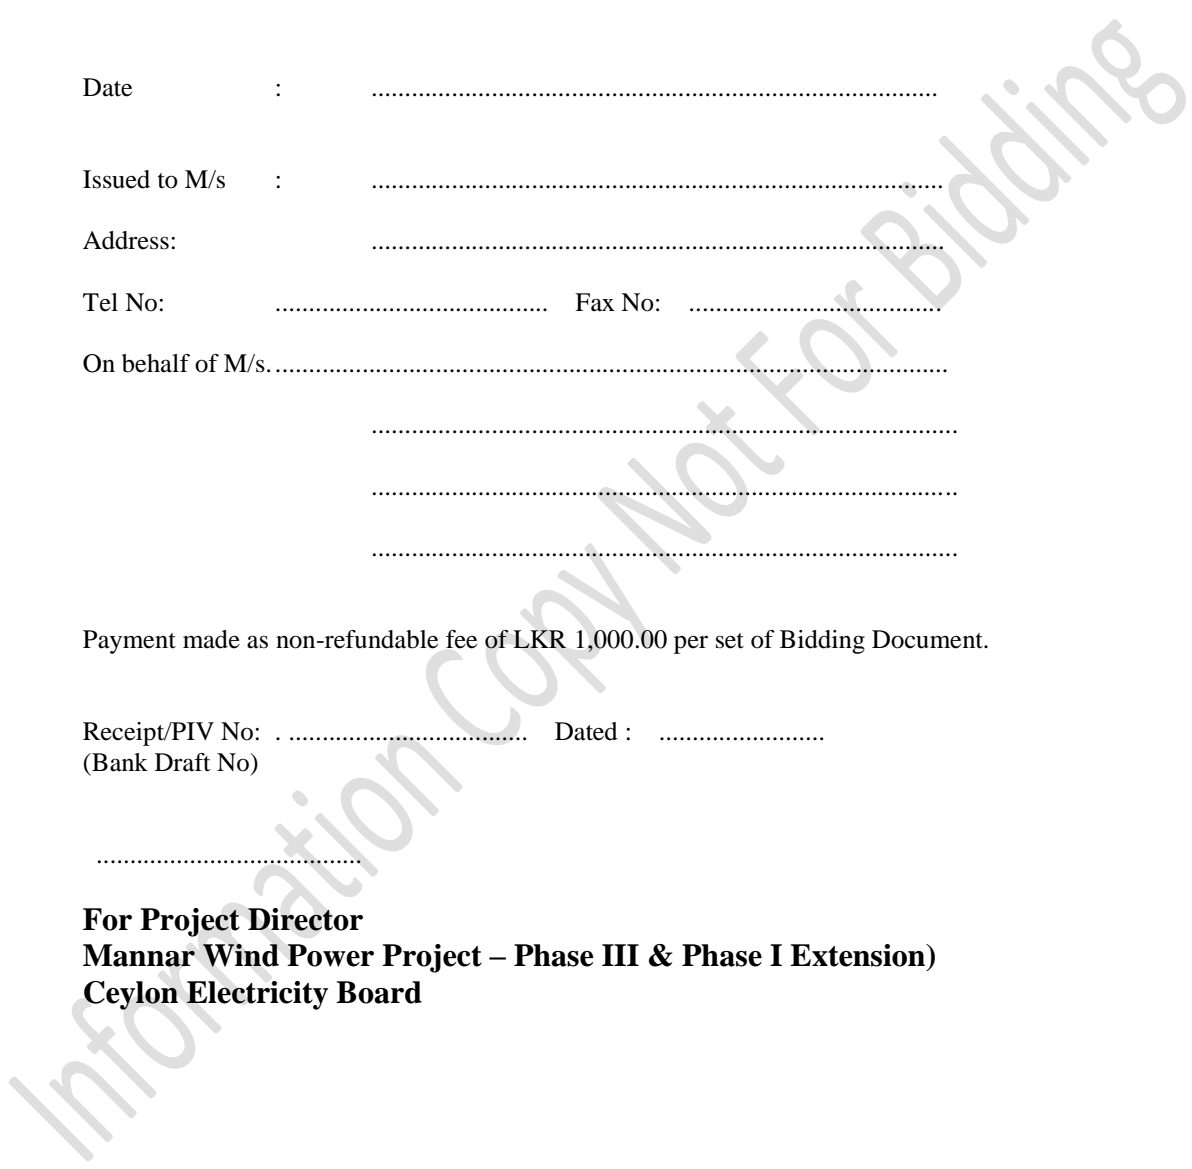 Date : .....................................................................................
Issued to M/s : ......................................................................................
Address: ......................................................................................
Tel No: ......................................... Fax No: ......................................
On behalf of M/s. .....................................................................................................
........................................................................................
........................................................................................
........................................................................................
Payment made as non-refundable fee of LKR 1,000.00 per set of Bidding Document.
Receipt/PIV No: . .................................... Dated : .........................
(Bank Draft No)
........................................
For Project Director
Mannar Wind Power Project – Phase III & Phase I Extension)
Ceylon Electricity Board
Information Copy Not For Bidding